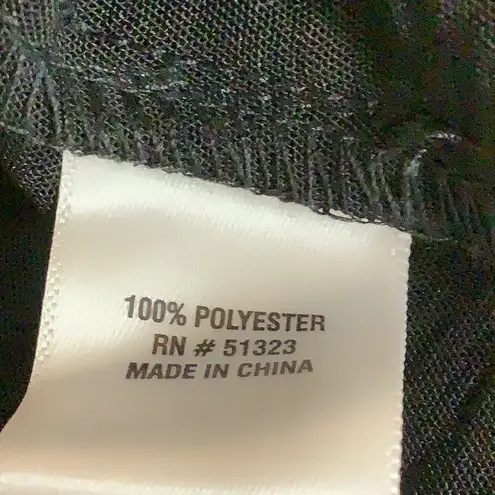 100% POLYESTER
RN # 51323
MADE IN CHINA